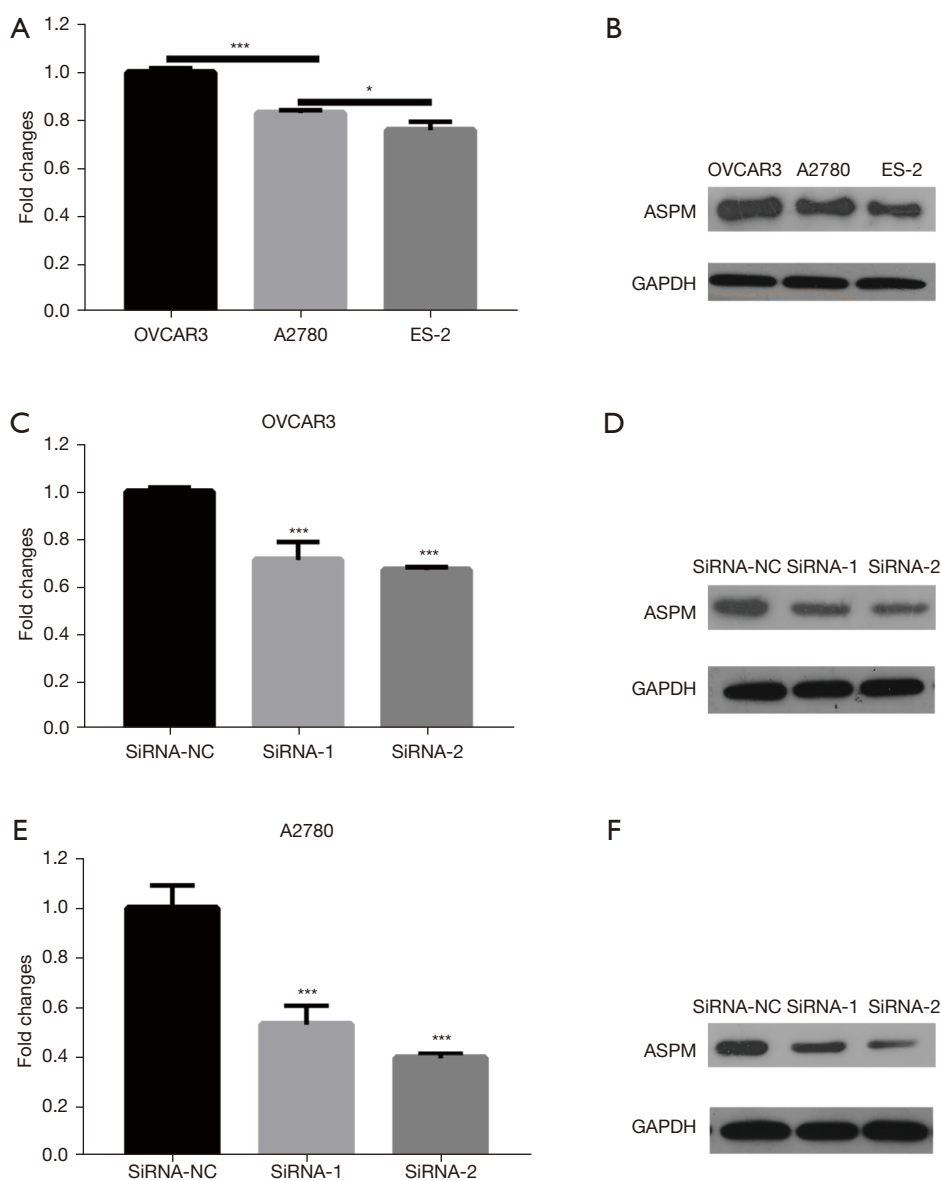 A
1.2
1.0
0.8
0.6
0.4
0.2
0.0
Fold changes
***
*
OVCAR3 A2780 ES-2
B
OVCAR3 A2780 ES-2
ASPM
GAPDH
C
OVCAR3
1.2
1.0
0.8
0.6
0.4
0.2
0.0
Fold changes
***
***
SiRNA-NC SiRNA-1 SiRNA-2
D
SiRNA-NC SiRNA-1 SiRNA-2
ASPM
GAPDH
E
A2780
1.2
1.0
0.8
0.6
0.4
0.2
0.0
Fold changes
***
***
SiRNA-NC SiRNA-1 SiRNA-2
F
SiRNA-NC SiRNA-1 SiRNA-2
ASPM
GAPDH